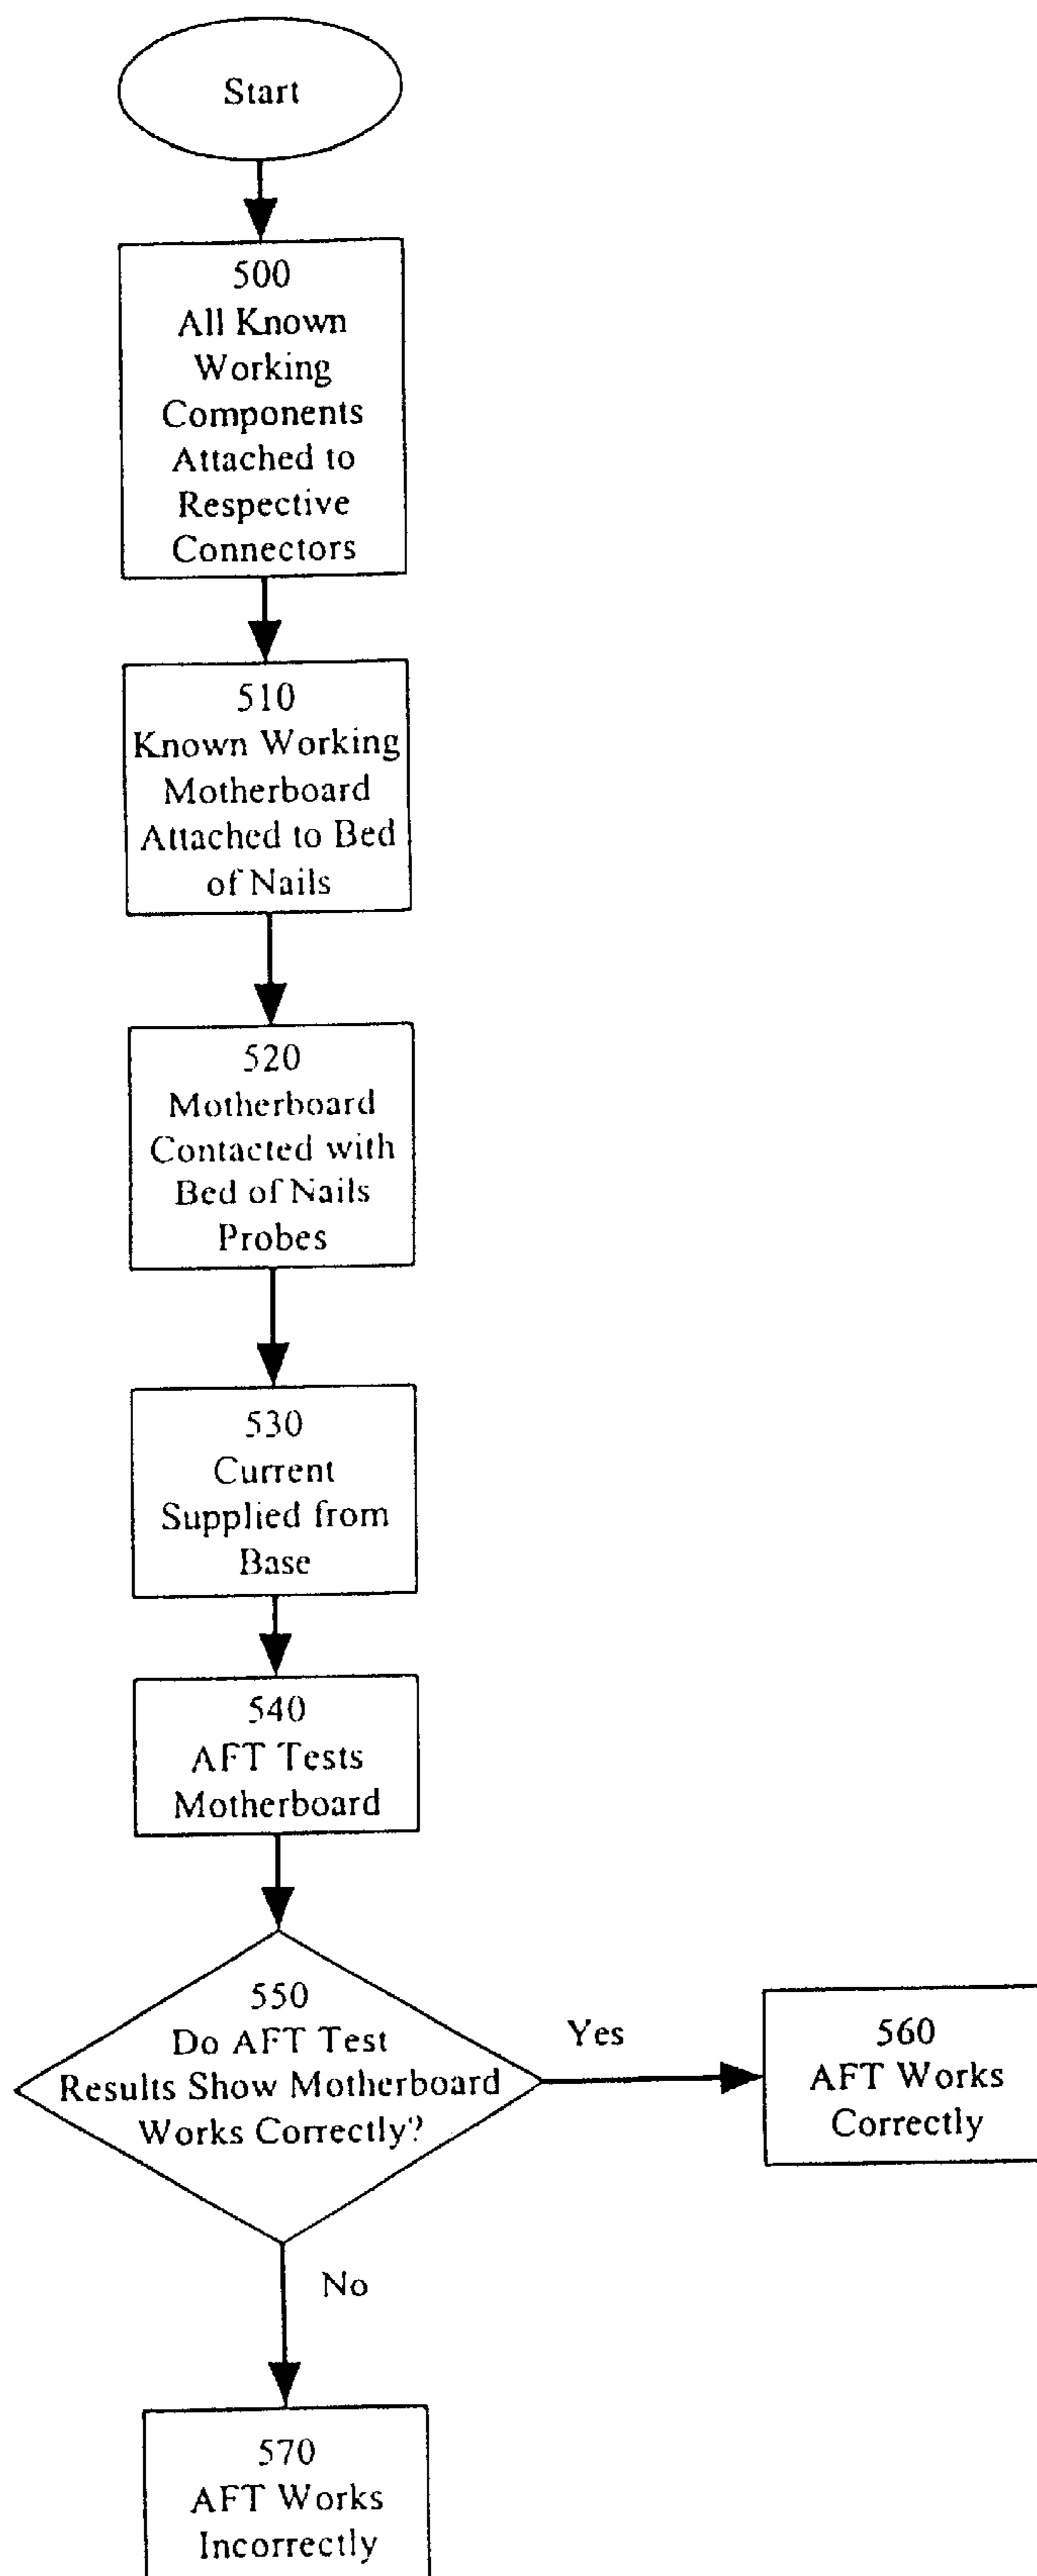 Start
500
All Known
Working
Components
Attached to
Respective
Connectors
510
Known Working
Motherboard
Attached to Bed
of Nails
520
Motherboard
Contacted with
Bed of Nails
Probes
530
Current
Supplied from
Base
540
AFT Tests
Motherboard
550
Do AFT Test
Results Show Motherboard
Works Correctly?
Yes
560
AFT Works
Correctly
No
570
AFT Works
Incorrectly